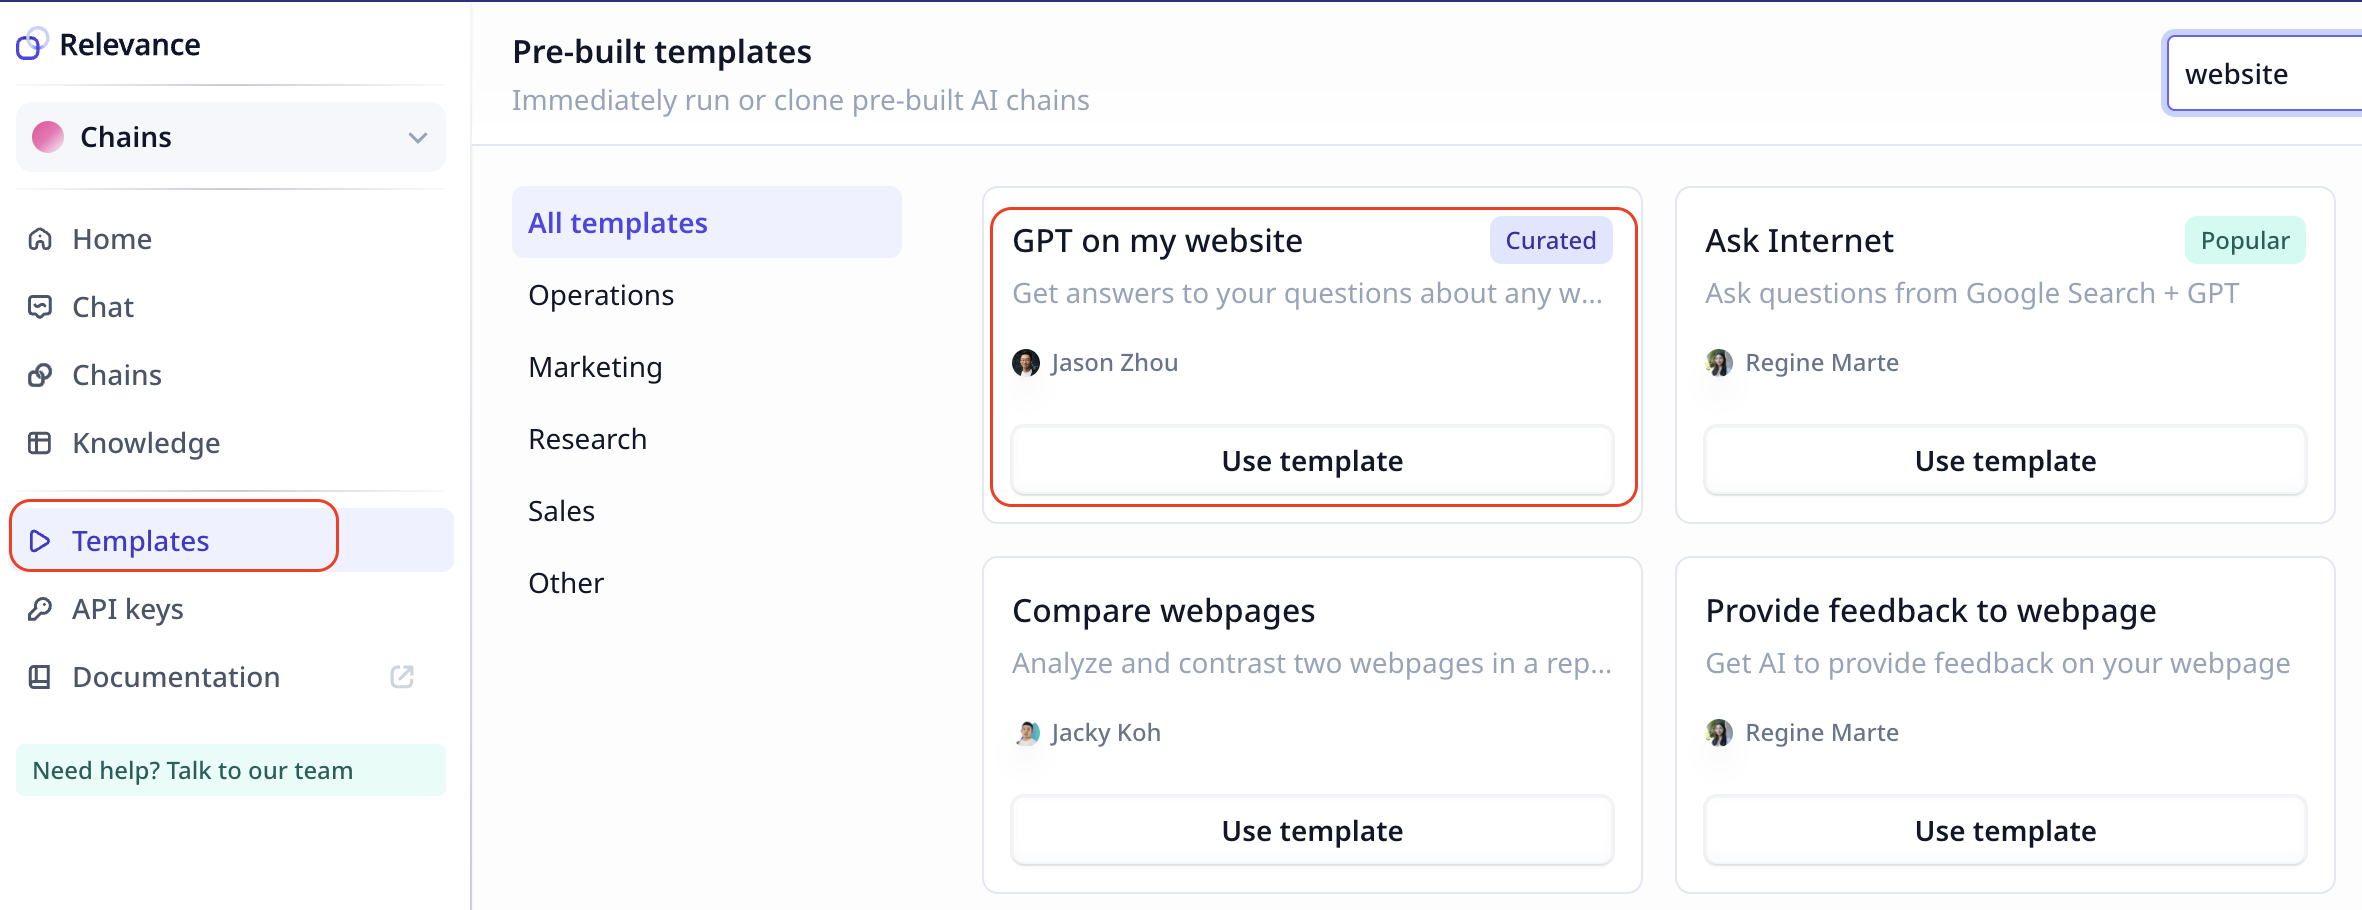 Relevance
Chains
Home
Chat
Chains
Knowledge
Templates
API keys
Documentation
Need help? Talk to our team
Pre-built templates
Immediately run or clone pre-built AI chains
website
All templates
Operations
Marketing
Research
Sales
Other
GPT on my website
Curated
Get answers to your questions about any w...
Jason Zhou
Use template
Ask Internet
Popular
Ask questions from Google Search + GPT
Regine Marte
Use template
Compare webpages
Analyze and contrast two webpages in a rep...
Jacky Koh
Use template
Provide feedback to webpage
Get AI to provide feedback on your webpage
Regine Marte
Use template